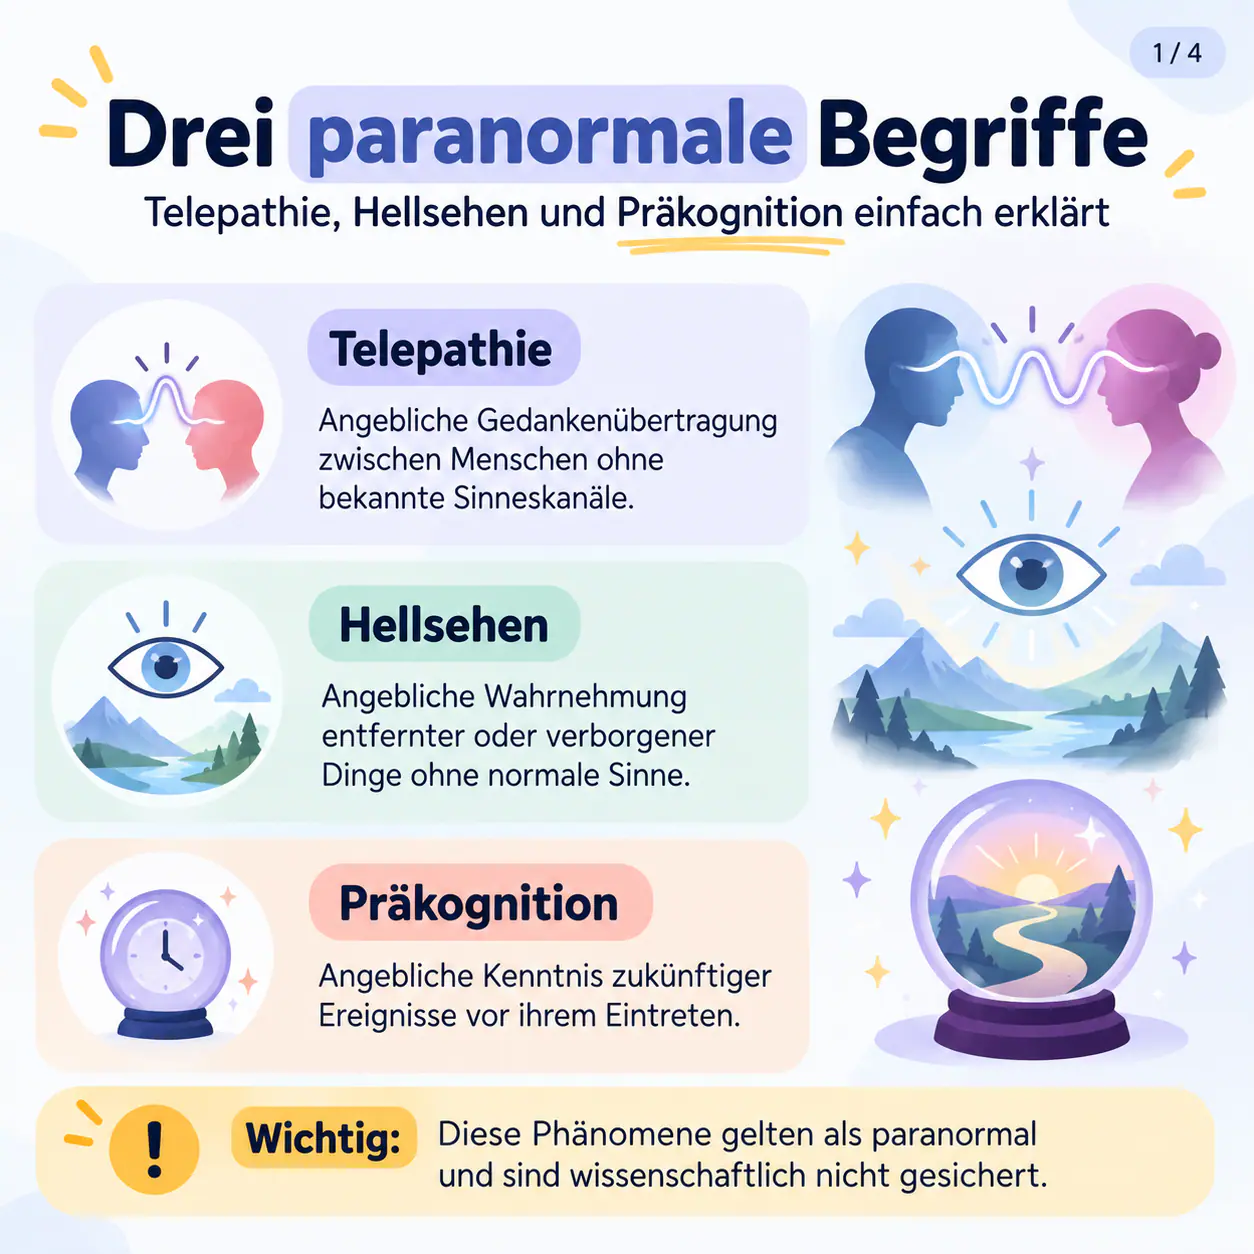 1 / 4
Drei paranormale Begriffe
Telepathie, Hellsehen und Präkognition einfach erklärt
Telepathie
Angebliche Gedankenübertragung
zwischen Menschen ohne
bekannte Sinneskanäle.
Hellsehen
Angebliche Wahrnehmung
entfernter oder verborgener
Dinge ohne normale Sinne.
Präkognition
Angebliche Kenntnis zukünftiger
Ereignisse vor ihrem Eintreten.
!
Wichtig:
Diese Phänomene gelten als paranormal
und sind wissenschaftlich nicht gesichert.